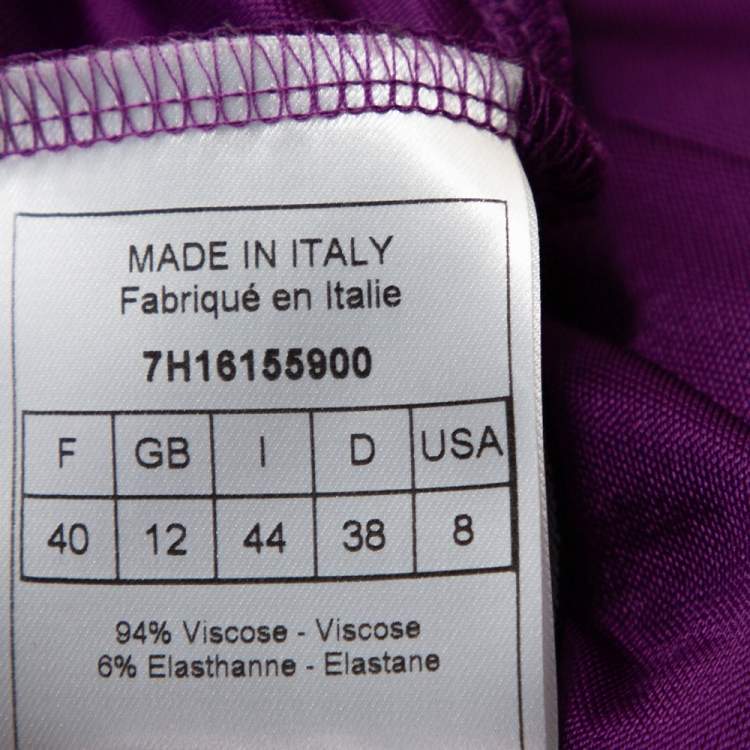 MADE IN ITALY
Fabriqué en Italie
7H16155900
F GB I D USA
40 12 44 38 8
94% Viscose - Viscose
6% Elasthanne - Elastane